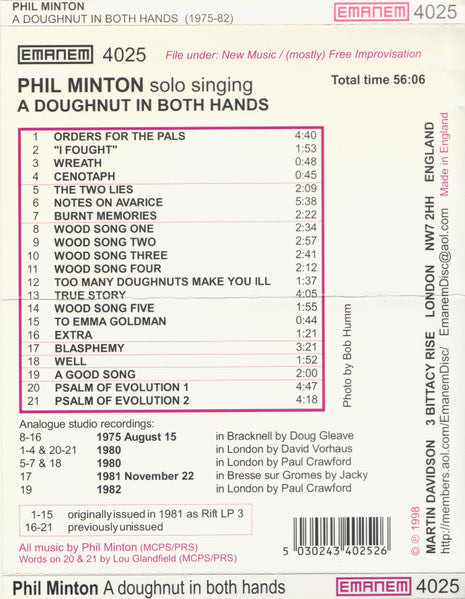 PHIL MINTON
A DOUGHNUT IN BOTH HANDS (1975-82)
EMANEM 4025
EMANEM 4025
File under: New Music / (mostly) Free Improvisation
PHIL MINTON solo singing
Total time 56:06
A DOUGHNUT IN BOTH HANDS
1 ORDERS FOR THE PALS 4:40
2 "I FOUGHT" 1:53
3 WREATH 0:48
4 CENOTAPH 0:45
5 THE TWO LIES 2:09
6 NOTES ON AVARICE 5:38
7 BURNT MEMORIES 2:22
8 WOOD SONG ONE 2:34
9 WOOD SONG TWO 2:57
10 WOOD SONG THREE 2:41
11 WOOD SONG FOUR 2:12
12 TOO MANY DOUGHNUTS MAKE YOU ILL 1:37
13 TRUE STORY 4:05
14 WOOD SONG FIVE 1:55
15 TO EMMA GOLDMAN 0:44
16 EXTRA 1:21
17 BLASPHEMY 3:21
18 WELL 1:52
19 A GOOD SONG 2:00
20 PSALM OF EVOLUTION 1 4:47
21 PSALM OF EVOLUTION 2 4:18
Photo by Bob Humm
Analogue studio recordings:
8-16 1975 August 15 in Bracknell by Doug Gleave
1-4 & 20-21 1980 in London by David Vorhaus
5-7 & 18 1980 in London by Paul Crawford
17 1981 November 22 in Bresse sur Gromes by Jacky
19 1982 in London by Paul Crawford
1-15 originally issued in 1981 as Rift LP 3
16-21 previously unissued
All music by Phil Minton (MCPS/PRS)
Words on 20 & 21 by Lou Glandfield (MCPS/PRS)
5 030243 402526
© ℗ 1998
MARTIN DAVIDSON 3 BITTACY RISE LONDON NW7 2HH ENGLAND
http://members.aol.com/EmanemDisc/ EmanemDisc@aol.com Made in England
Phil Minton A doughnut in both hands
EMANEM 4025